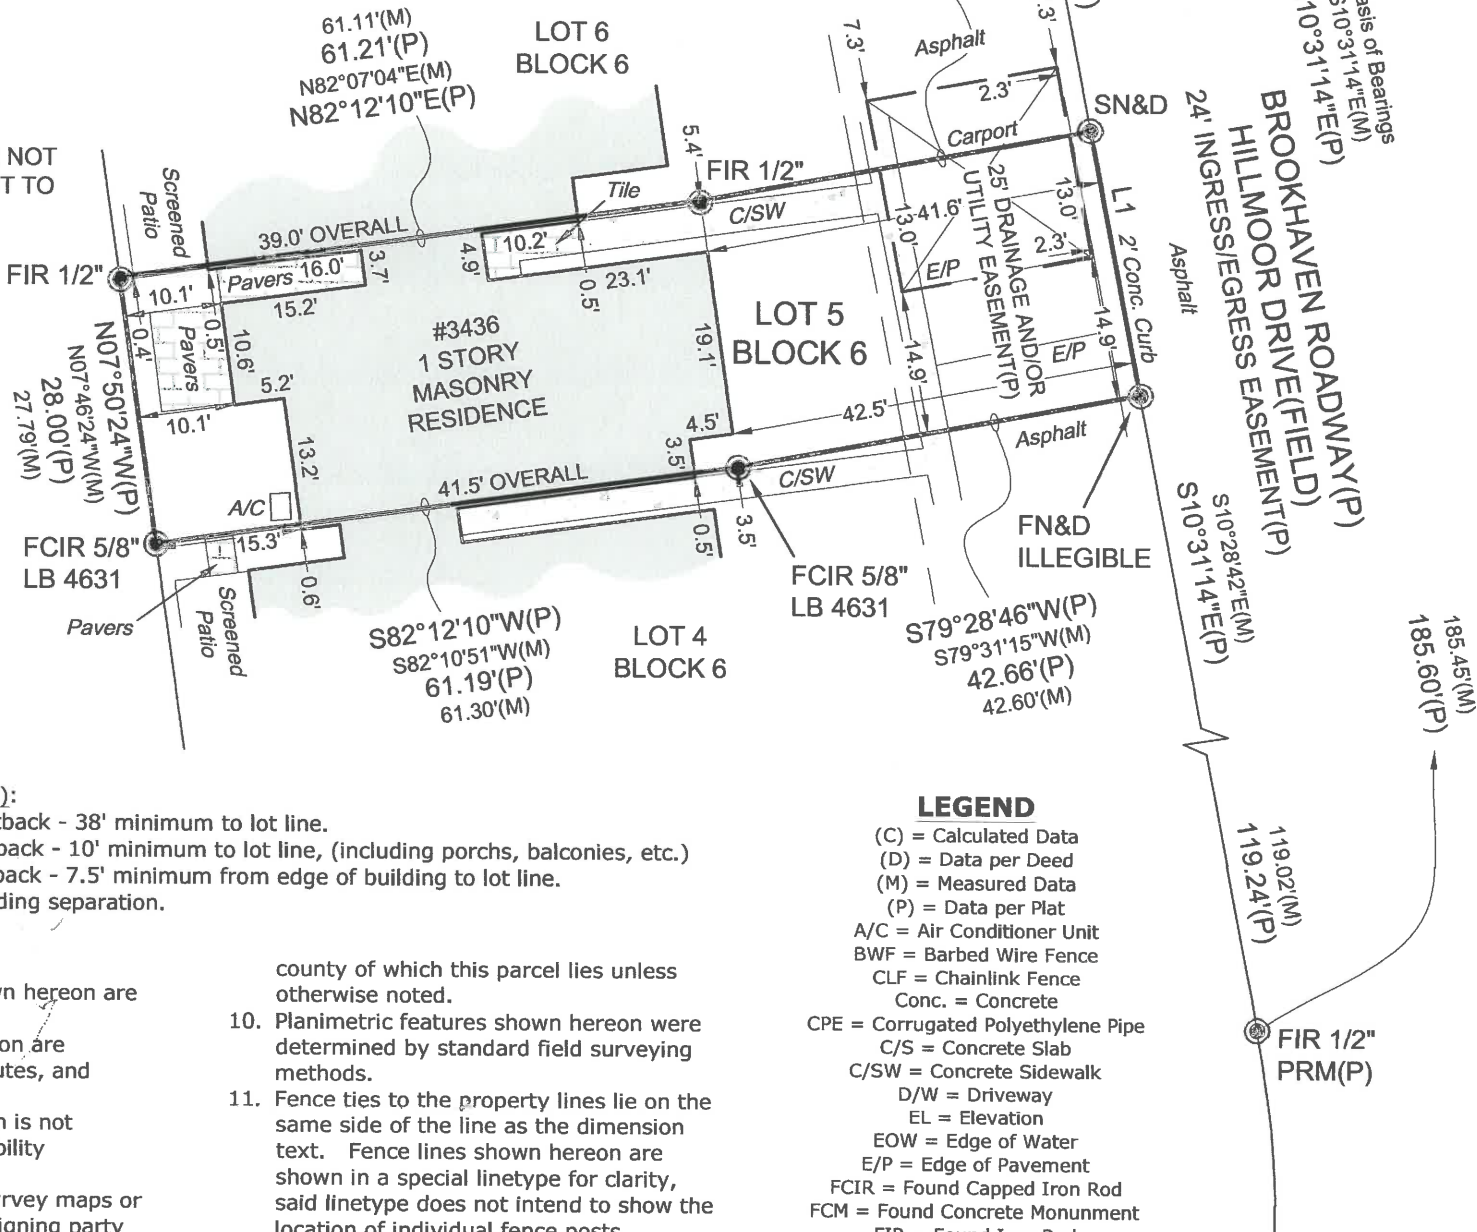 61.11'(M)
61.21'(P)
N82°07'04"E(M)
N82°12'10"E(P)
LOT 6
BLOCK 6
7.3'
Asphalt
.3'
)
asis of Bearings
S10°31'14"E(M)
10°31'14"E(P)
2.3'
SN&D
Carport
BROOKHAVEN ROADWAY(P)
HILLMOOR DRIVE(FIELD)
24' INGRESS/EGRESS EASEMENT(P)
NOT
T TO
Screened
Patio
5.4'
FIR 1/2"
Tile
C/SW
39.0' OVERALL
25' DRAINAGE AND/OR
UTILITY EASEMENT(P)
13.0'
13.0'
41.6'
L1
2' Conc. Curb
Asphalt
FIR 1/2"
Pavers
16.0'
3.7'
4.9'
10.2'
2.3'
E/P
10.1'
15.2'
0.5'
23.1'
0.4'
0.5'
Pavers
10.6'
#3436
1 STORY
MASONRY
RESIDENCE
19.1'
LOT 5
BLOCK 6
14.9'
14.9'
E/P
N07°50'24"W(P)
N07°46'24"W(M)
28.00'(P)
27.79'(M)
5.2'
10.1'
4.5'
42.5'
13.2'
3.5'
Asphalt
41.5' OVERALL
C/SW
A/C
15.3'
FCIR 5/8"
LB 4631
0.6'
0.5'
3.5'
FCIR 5/8"
LB 4631
FN&D
ILLEGIBLE
S10°28'42"E(M)
S10°31'14"E(P)
Pavers
Screened
Patio
S82°12'10"W(P)
S82°10'51"W(M)
61.19'(P)
61.30'(M)
LOT 4
BLOCK 6
S79°28'46"W(P)
S79°31'15"W(M)
42.66'(P)
42.60'(M)
185.45'(M)
185.60'(P)
119.02'(M)
119.24'(P)
FIR 1/2"
PRM(P)
):
tback - 38' minimum to lot line.
back - 10' minimum to lot line, (including porchs, balconies, etc.)
back - 7.5' minimum from edge of building to lot line.
ding separation.
wn hereon are
on are
utes, and
n is not
bility
urvey maps or
igning party
county of which this parcel lies unless
otherwise noted.
10. Planimetric features shown hereon were
determined by standard field surveying
methods.
11. Fence ties to the property lines lie on the
same side of the line as the dimension
text. Fence lines shown hereon are
shown in a special linetype for clarity,
said linetype does not intend to show the
location of individual fence posts
LEGEND
(C) = Calculated Data
(D) = Data per Deed
(M) = Measured Data
(P) = Data per Plat
A/C = Air Conditioner Unit
BWF = Barbed Wire Fence
CLF = Chainlink Fence
Conc. = Concrete
CPE = Corrugated Polyethylene Pipe
C/S = Concrete Slab
C/SW = Concrete Sidewalk
D/W = Driveway
EL = Elevation
EOW = Edge of Water
E/P = Edge of Pavement
FCIR = Found Capped Iron Rod
FCM = Found Concrete Monunment
FIR = Found Iron Rod